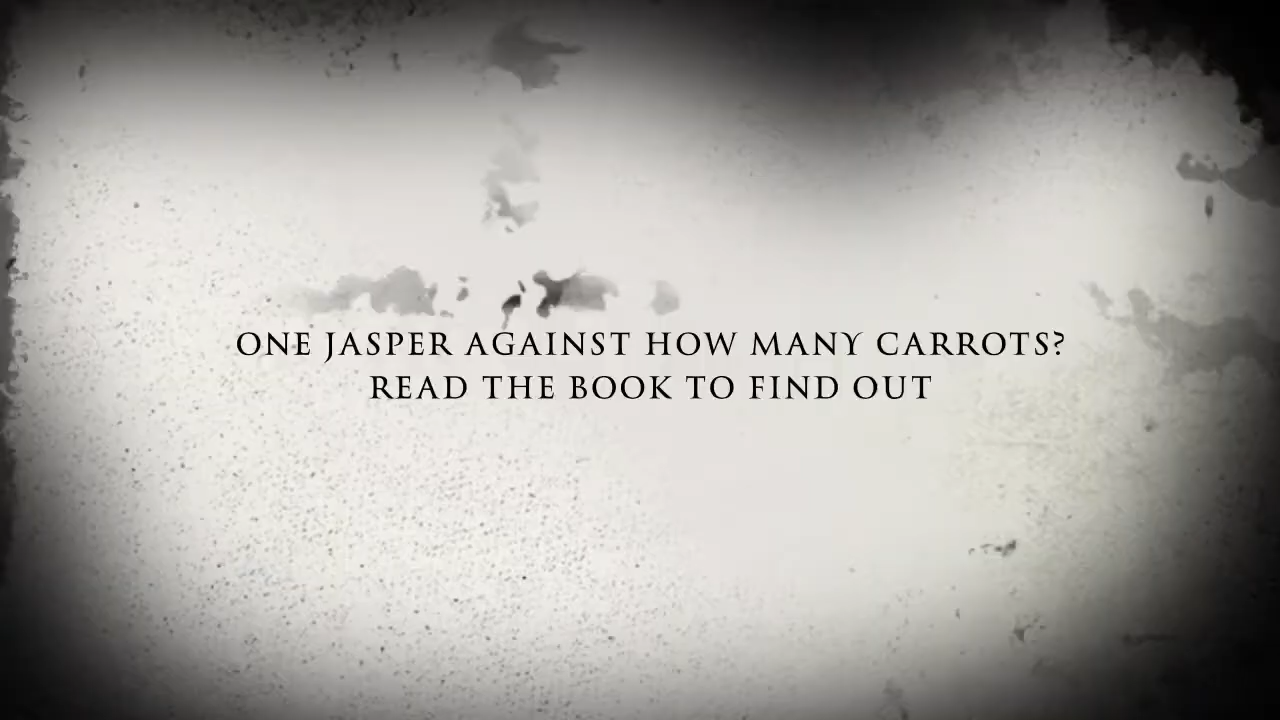 ONE JASPER AGAINST HOW MANY CARROTS?
READ THE BOOK TO FIND OUT